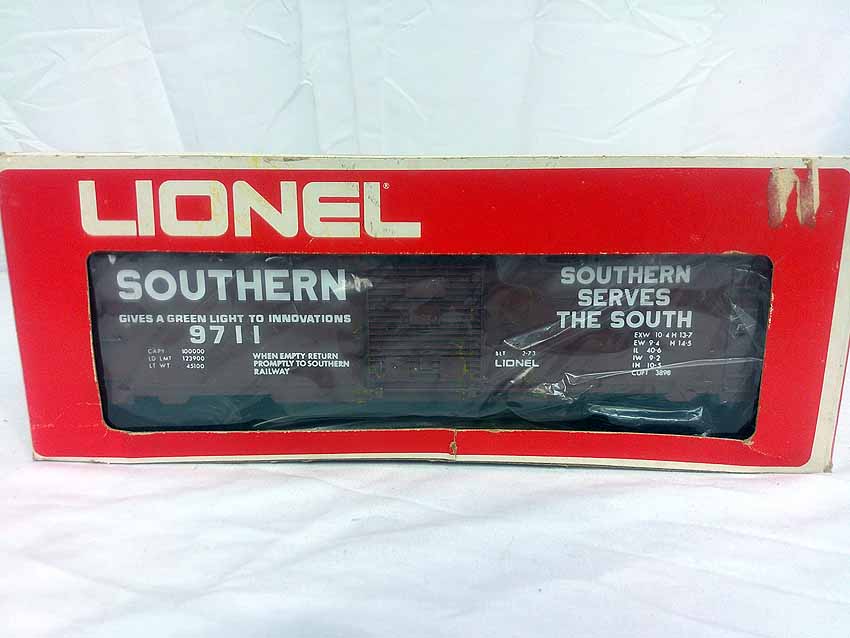 LIONEL®
SOUTHERN
GIVES A GREEN LIGHT TO INNOVATIONS
9711
CAPY 100000
LD LMT 122900
LT WT 45100
WHEN EMPTY RETURN
PROMPTLY TO SOUTHERN
RAILWAY
SOUTHERN
SERVES
THE SOUTH
EXW 10-4 H 13-7
EW 9-4 H 14-5
IL 40-6
IW 9-2
IH 10-5
CUFT 3898
BLT 2-73
LIONEL